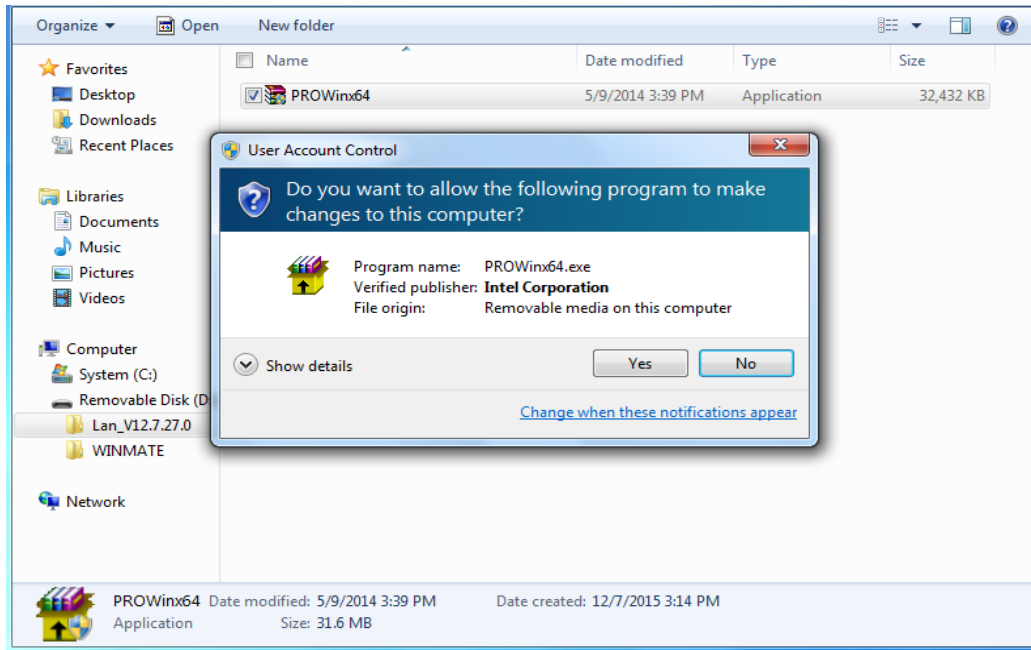 Organize Open New folder
Name Date modified Type Size
Favorites
Desktop
Downloads
Recent Places
Libraries
Documents
Music
Pictures
Videos
Computer
System (C:)
Removable Disk (D
Lan_V12.7.27.0
WINMATE
Network
PROWinx64 5/9/2014 3:39 PM Application 32,432 KB
User Account Control
Do you want to allow the following program to make
changes to this computer?
Program name: PROWinx64.exe
Verified publisher: Intel Corporation
File origin: Removable media on this computer
Show details Yes No
Change when these notifications appear
PROWinx64 Date modified: 5/9/2014 3:39 PM Date created: 12/7/2015 3:14 PM
Application Size: 31.6 MB